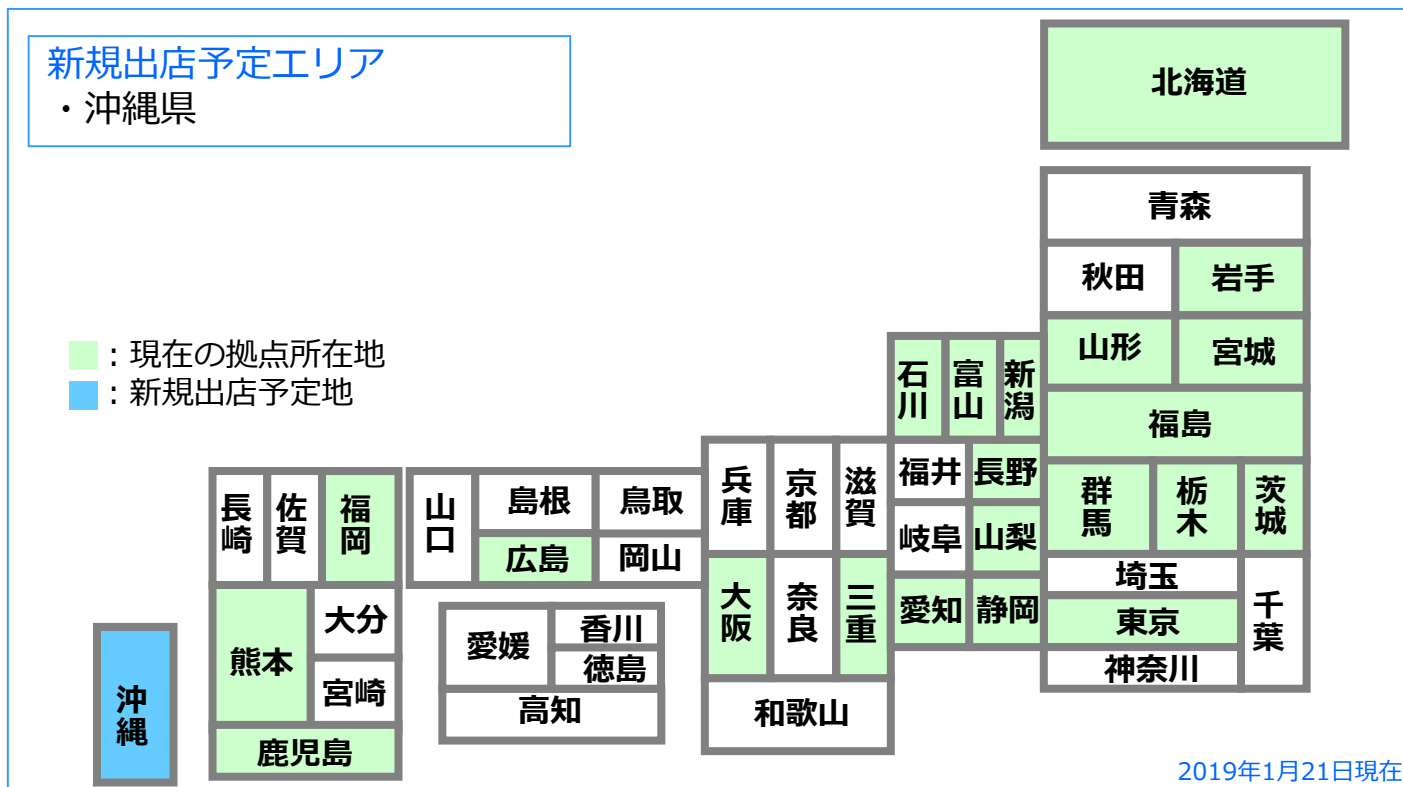 新規出店予定エリア
・沖縄県
：現在の拠点所在地
：新規出店予定地
北海道
青森
秋田
岩手
山形
宮城
福島
石川
富山
新潟
福井
長野
群馬
栃木
茨城
岐阜
山梨
愛知
静岡
埼玉
千葉
東京
神奈川
兵庫
京都
滋賀
大阪
奈良
三重
和歌山
山口
島根
鳥取
広島
岡山
愛媛
香川
徳島
高知
長崎
佐賀
福岡
熊本
大分
宮崎
鹿児島
沖縄
2019年1月21日現在